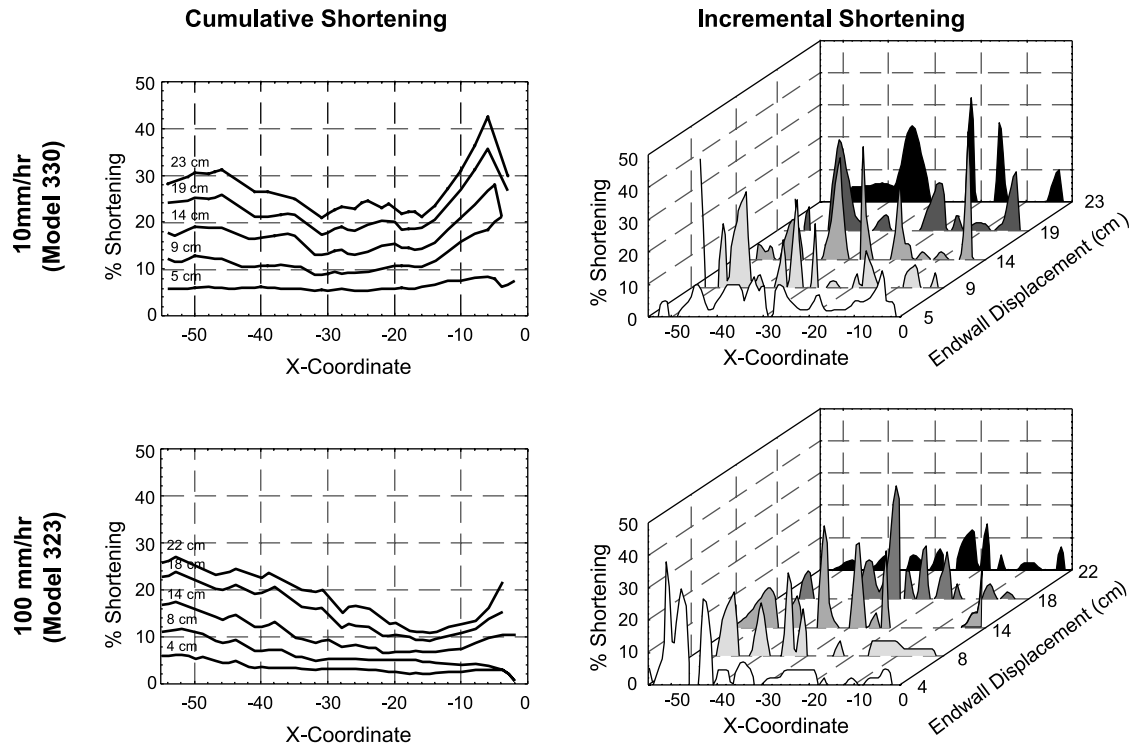 Cumulative Shortening
Incremental Shortening
10mm/hr
(Model 330)
% Shortening
50
40
30
20
10
0
23 cm
19 cm
14 cm
9 cm
5 cm
-50
-40
-30
-20
-10
0
X-Coordinate
% Shortening
50
40
30
20
10
0
-50
-40
-30
-20
-10
0
X-Coordinate
5
9
14
19
23
Endwall Displacement (cm)
100 mm/hr
(Model 323)
% Shortening
50
40
30
20
10
0
22 cm
18 cm
14 cm
8 cm
4 cm
-50
-40
-30
-20
-10
0
X-Coordinate
% Shortening
50
40
30
20
10
0
-50
-40
-30
-20
-10
0
X-Coordinate
4
8
14
18
22
Endwall Displacement (cm)